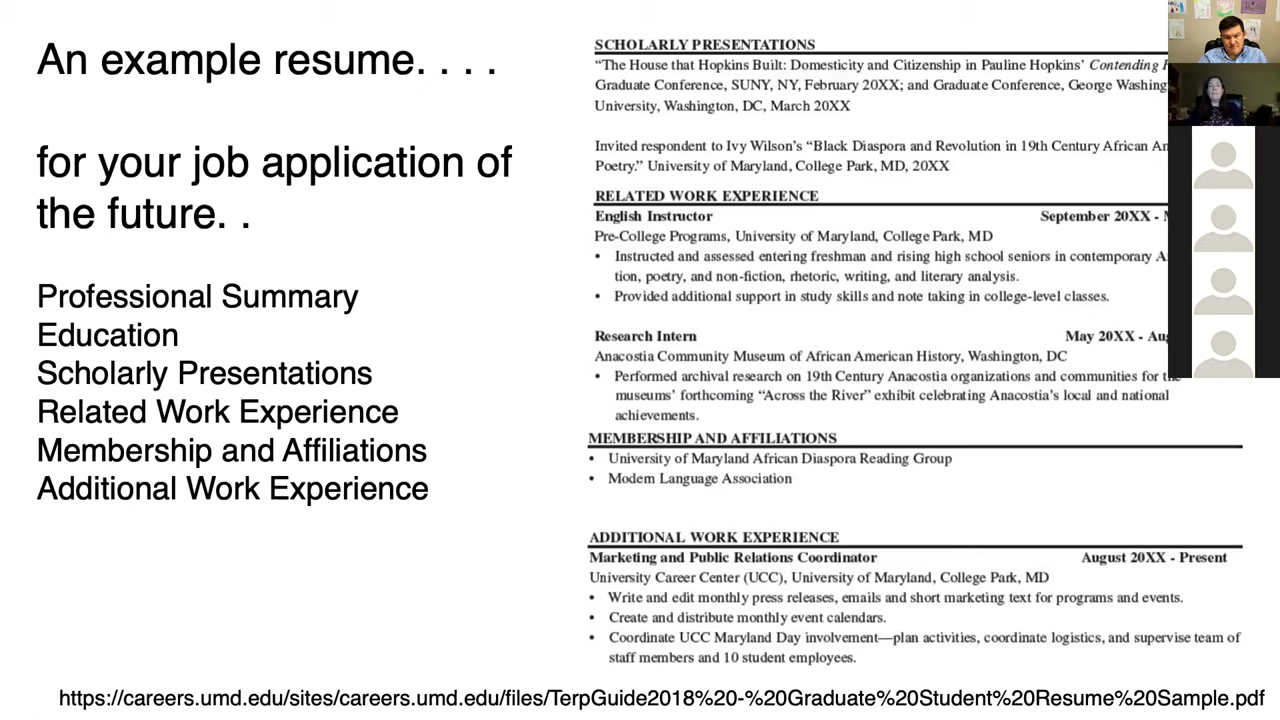 An example resume. . . .
for your job application of
the future. .
Professional Summary
Education
Scholarly Presentations
Related Work Experience
Membership and Affiliations
Additional Work Experience
SCHOLARLY PRESENTATIONS
“The House that Hopkins Built: Domesticity and Citizenship in Pauline Hopkins’ Contending
Graduate Conference, SUNY, NY, February 20XX; and Graduate Conference, George Washing
University, Washington, DC, March 20XX
Invited respondent to Ivy Wilson’s “Black Diaspora and Revolution in 19th Century African Am
Poetry.” University of Maryland, College Park, MD, 20XX
RELATED WORK EXPERIENCE
English Instructor September 20XX -
Pre-College Programs, University of Maryland, College Park, MD
• Instructed and assessed entering freshman and rising high school seniors in contemporary
tion, poetry, and non-fiction, rhetoric, writing, and literary analysis.
• Provided additional support in study skills and note taking in college-level classes.
Research Intern May 20XX - Aug
Anacostia Community Museum of African American History, Washington, DC
• Performed archival research on 19th Century Anacostia organizations and communities for the
museums’ forthcoming “Across the River” exhibit celebrating Anacostia’s local and national
achievements.
MEMBERSHIP AND AFFILIATIONS
• University of Maryland African Diaspora Reading Group
• Modern Language Association
ADDITIONAL WORK EXPERIENCE
Marketing and Public Relations Coordinator August 20XX - Present
University Career Center (UCC), University of Maryland, College Park, MD
• Write and edit monthly press releases, emails and short marketing text for programs and events.
• Create and distribute monthly event calendars.
• Coordinate UCC Maryland Day involvement—plan activities, coordinate logistics, and supervise team of
staff members and 10 student employees.
https://careers.umd.edu/sites/careers.umd.edu/files/TerpGuide2018%20-%20Graduate%20Student%20Resume%20Sample.pdf